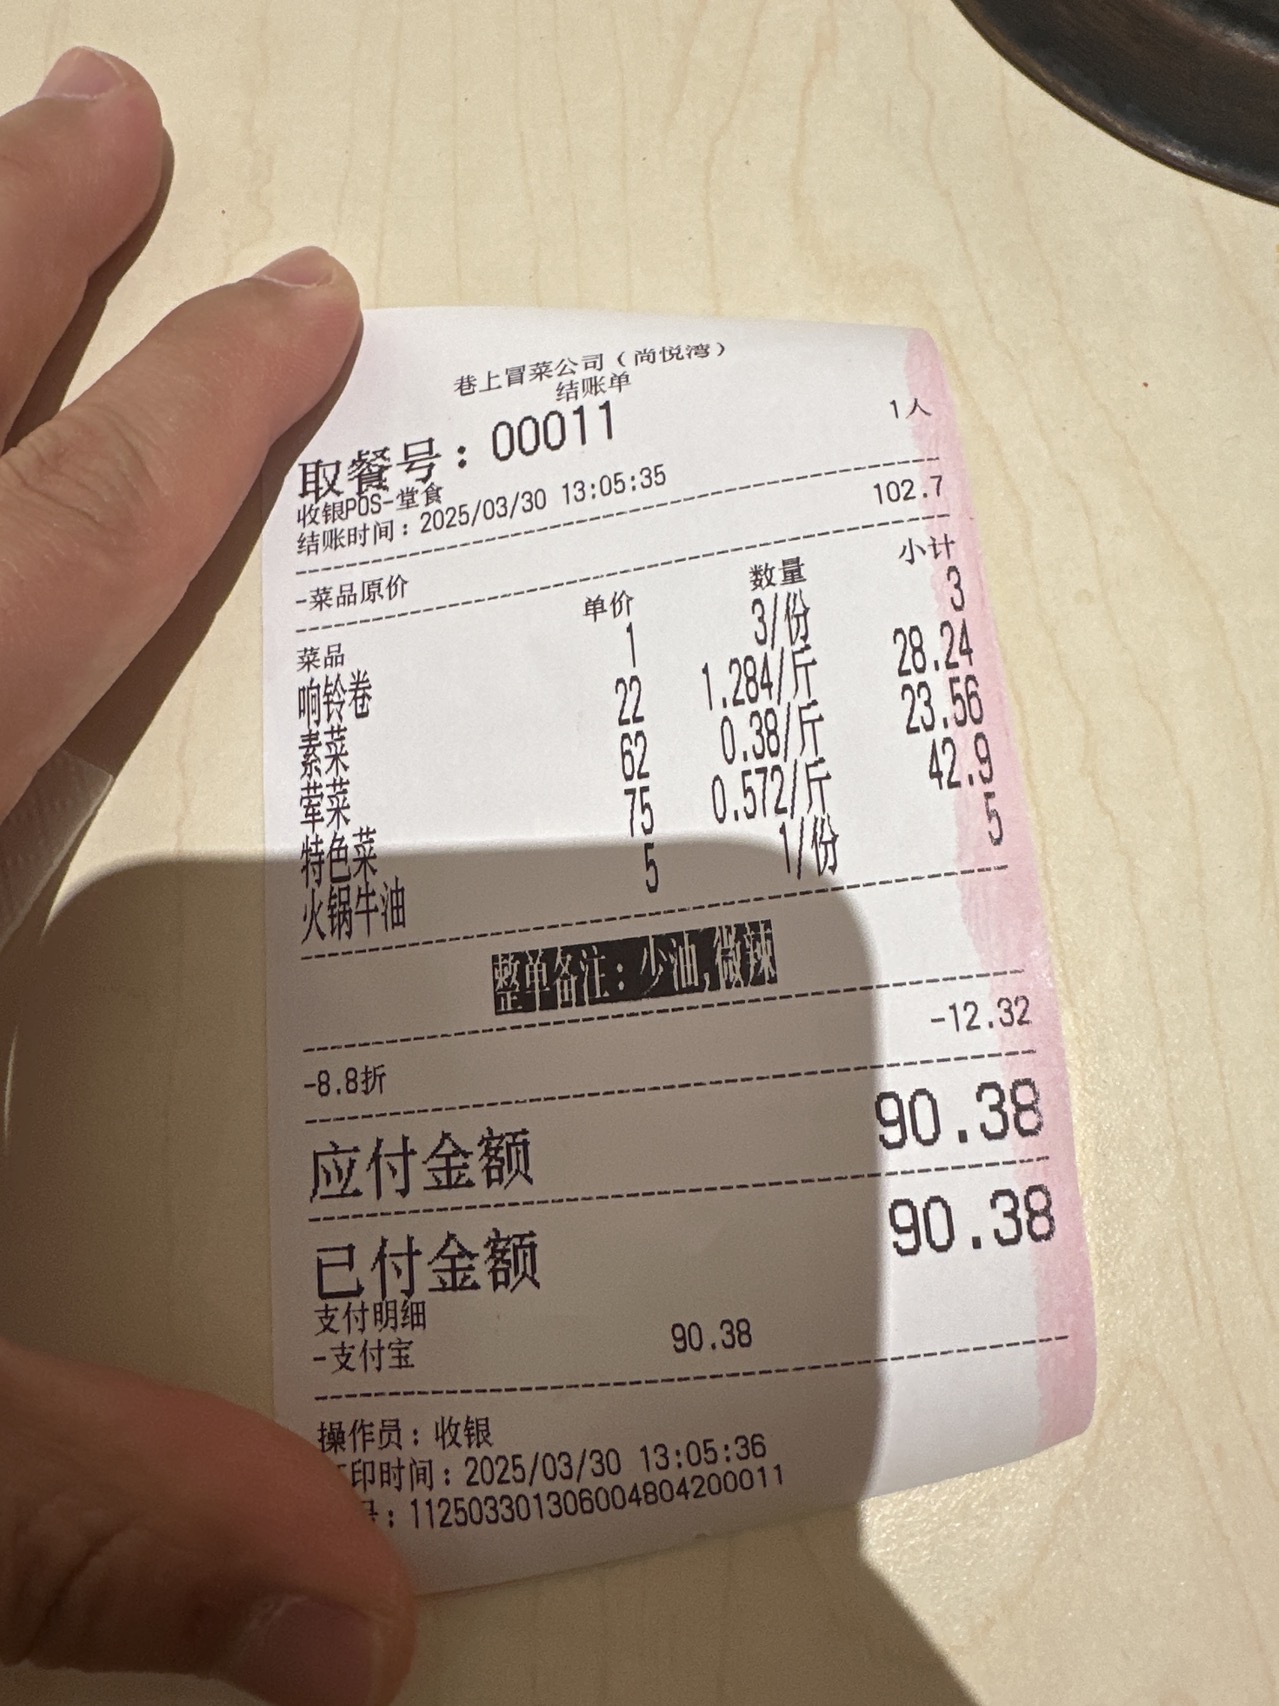 巷上冒菜公司（尚悦湾）
结账单
取餐号：00011 1人
收银POS-堂食
结账时间：2025/03/30 13:05:35
-菜品原价 102.7
菜品 单价 数量 小计
响铃卷 1 3/份 3
素菜 22 1.284/斤 28.24
荤菜 62 0.38/斤 23.56
特色菜 75 0.572/斤 42.9
火锅牛油 5 1/份 5
整单备注：少油,微辣
-8.8折 -12.32
应付金额 90.38
已付金额 90.38
支付明细
-支付宝 90.38
操作员：收银
印时间：2025/03/30 13:05:36
号：112503301306004804200011